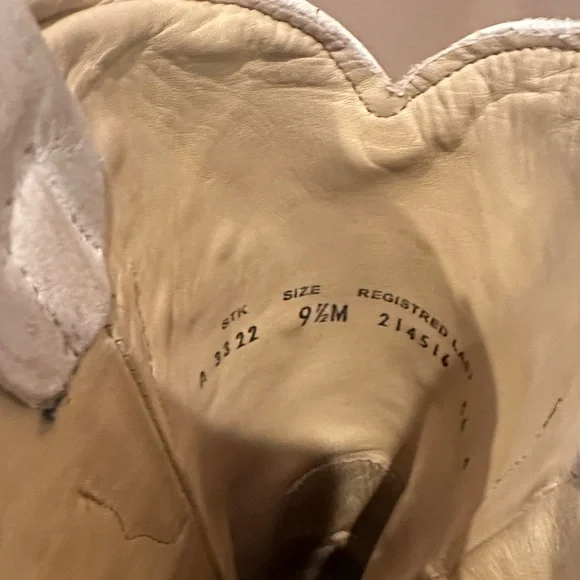 STK SIZE REGISTRED LAST
A 3322 9½M 214516